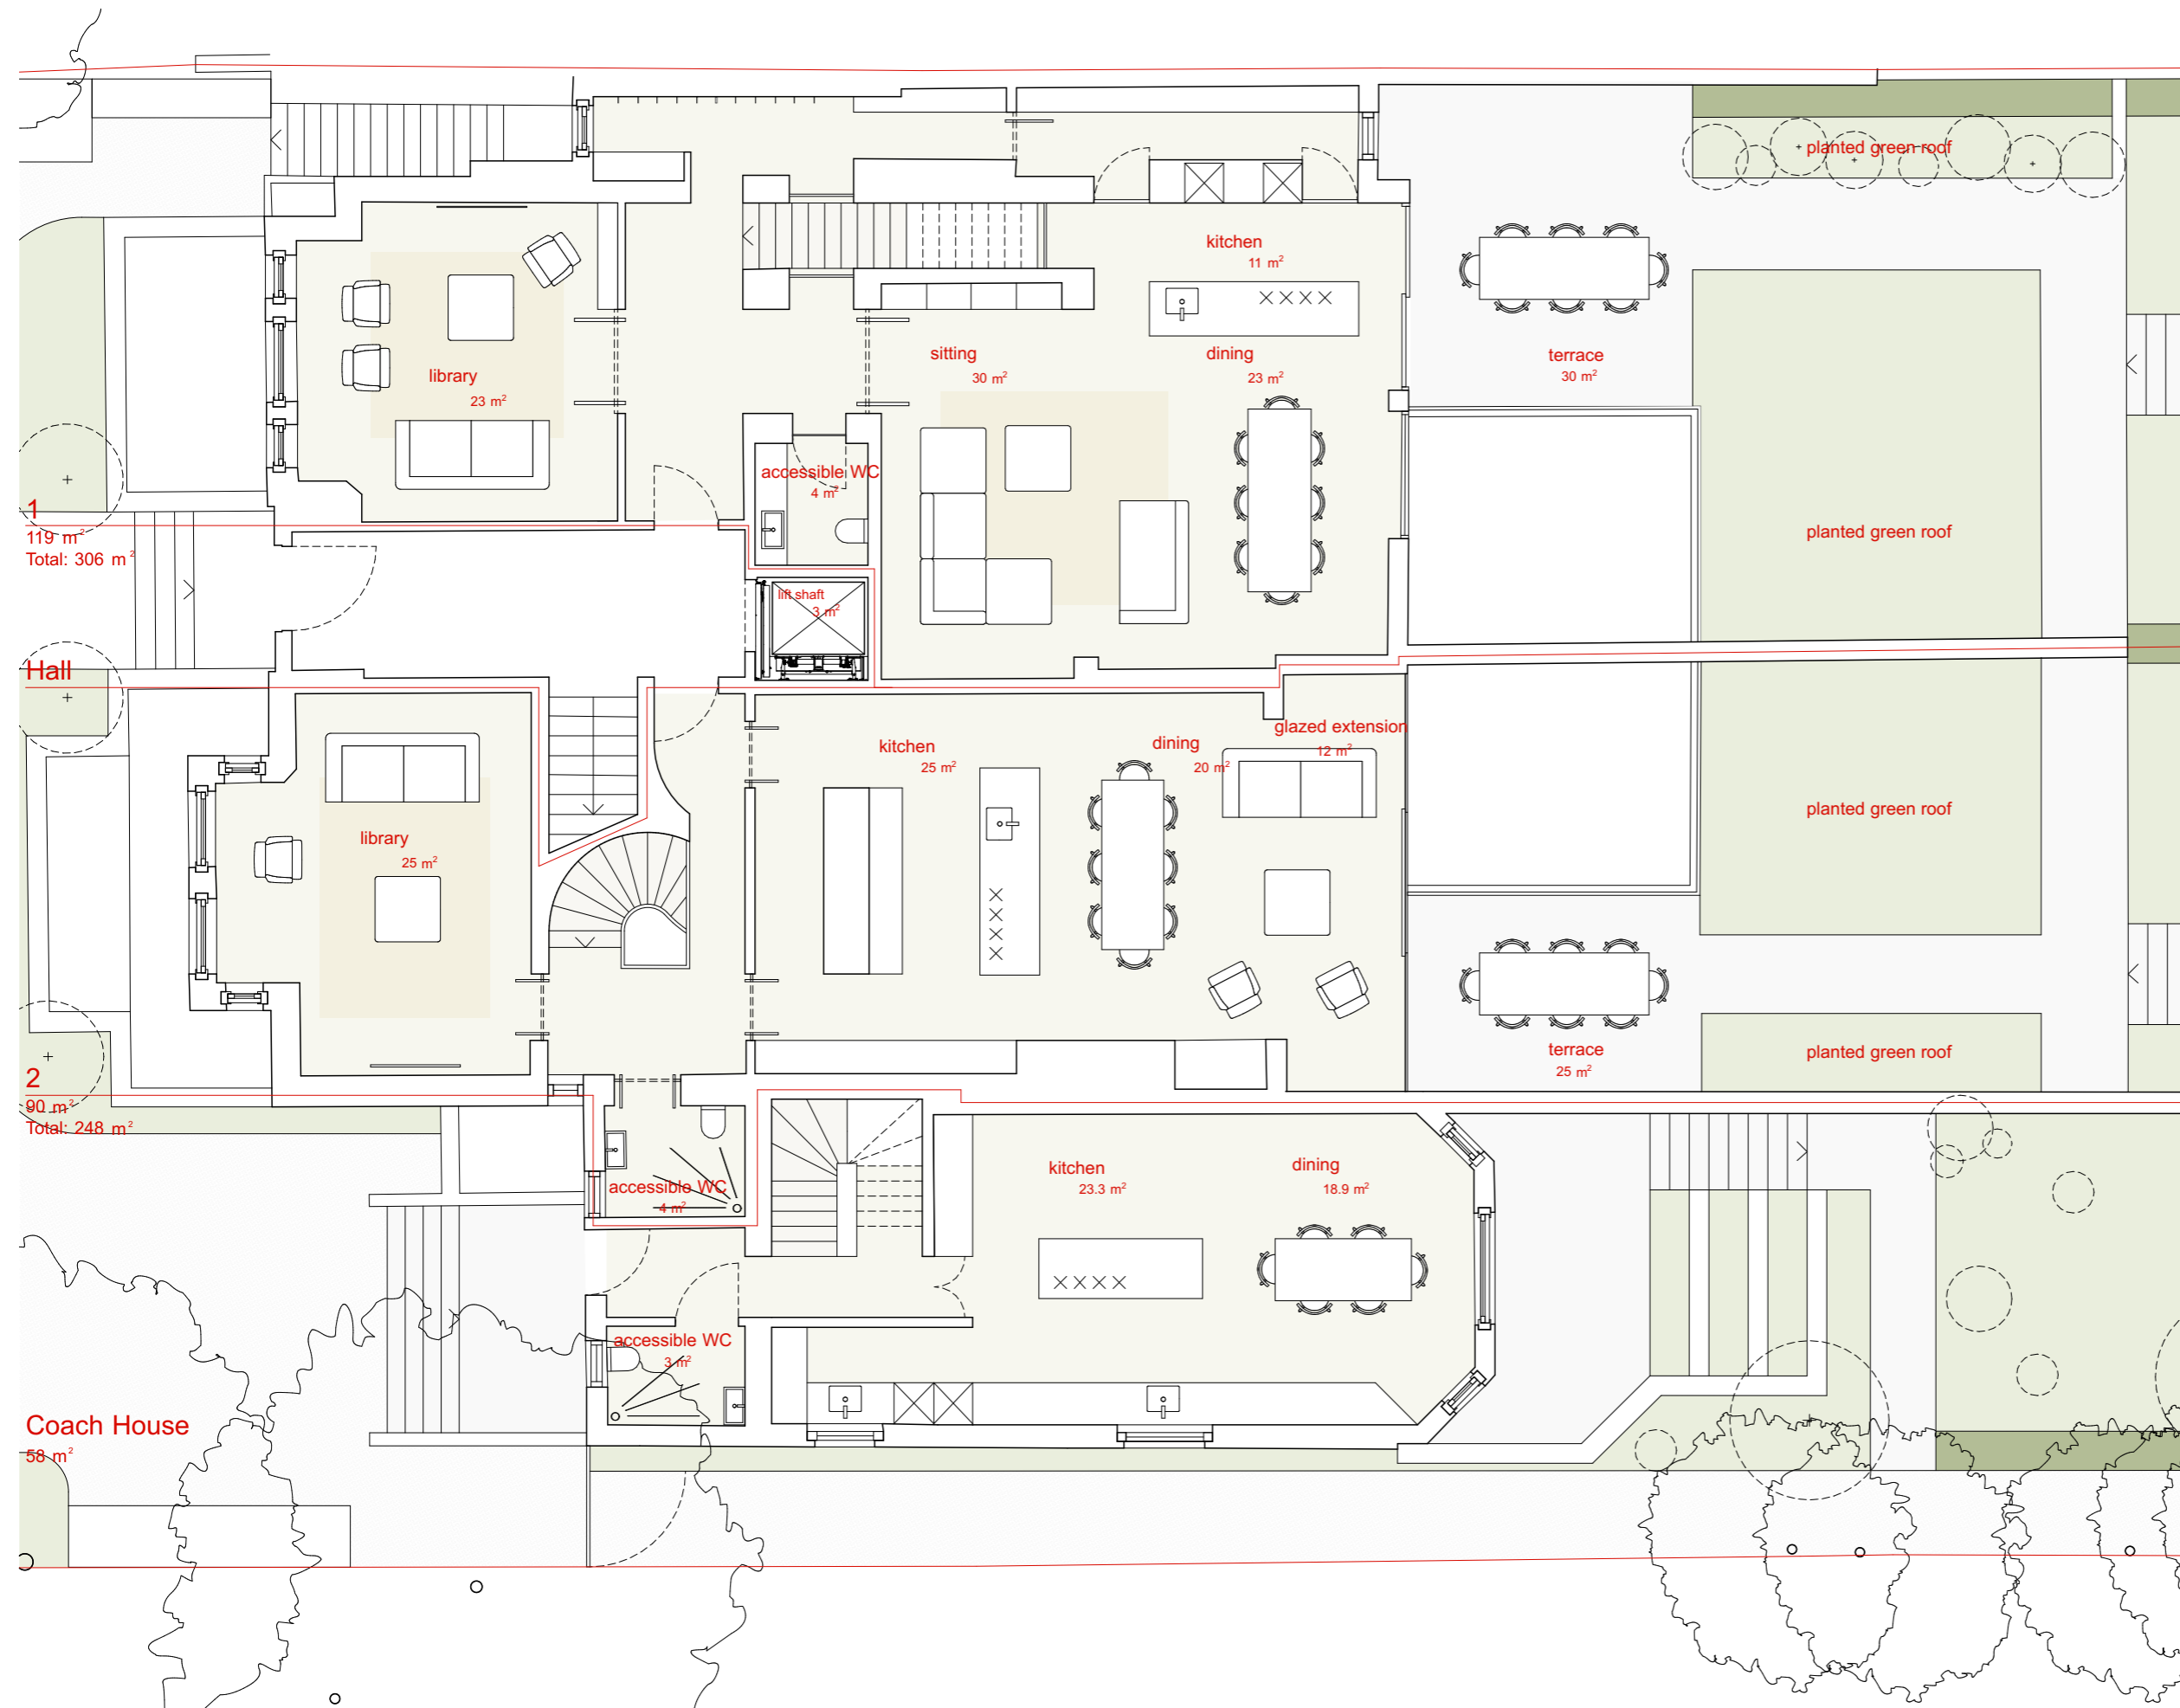 planted green roof
kitchen
11 m²
sitting
30 m²
dining
23 m²
terrace
30 m²
library
23 m²
accessible WC
4 m²
1
119 m²
Total: 306 m²
planted green roof
lift shaft
3 m²
Hall
kitchen
25 m²
dining
20 m²
glazed extension
12 m²
planted green roof
library
25 m²
terrace
25 m²
planted green roof
2
90 m²
Total: 248 m²
accessible WC
4 m²
kitchen
23.3 m²
dining
18.9 m²
accessible WC
3 m²
Coach House
58 m²